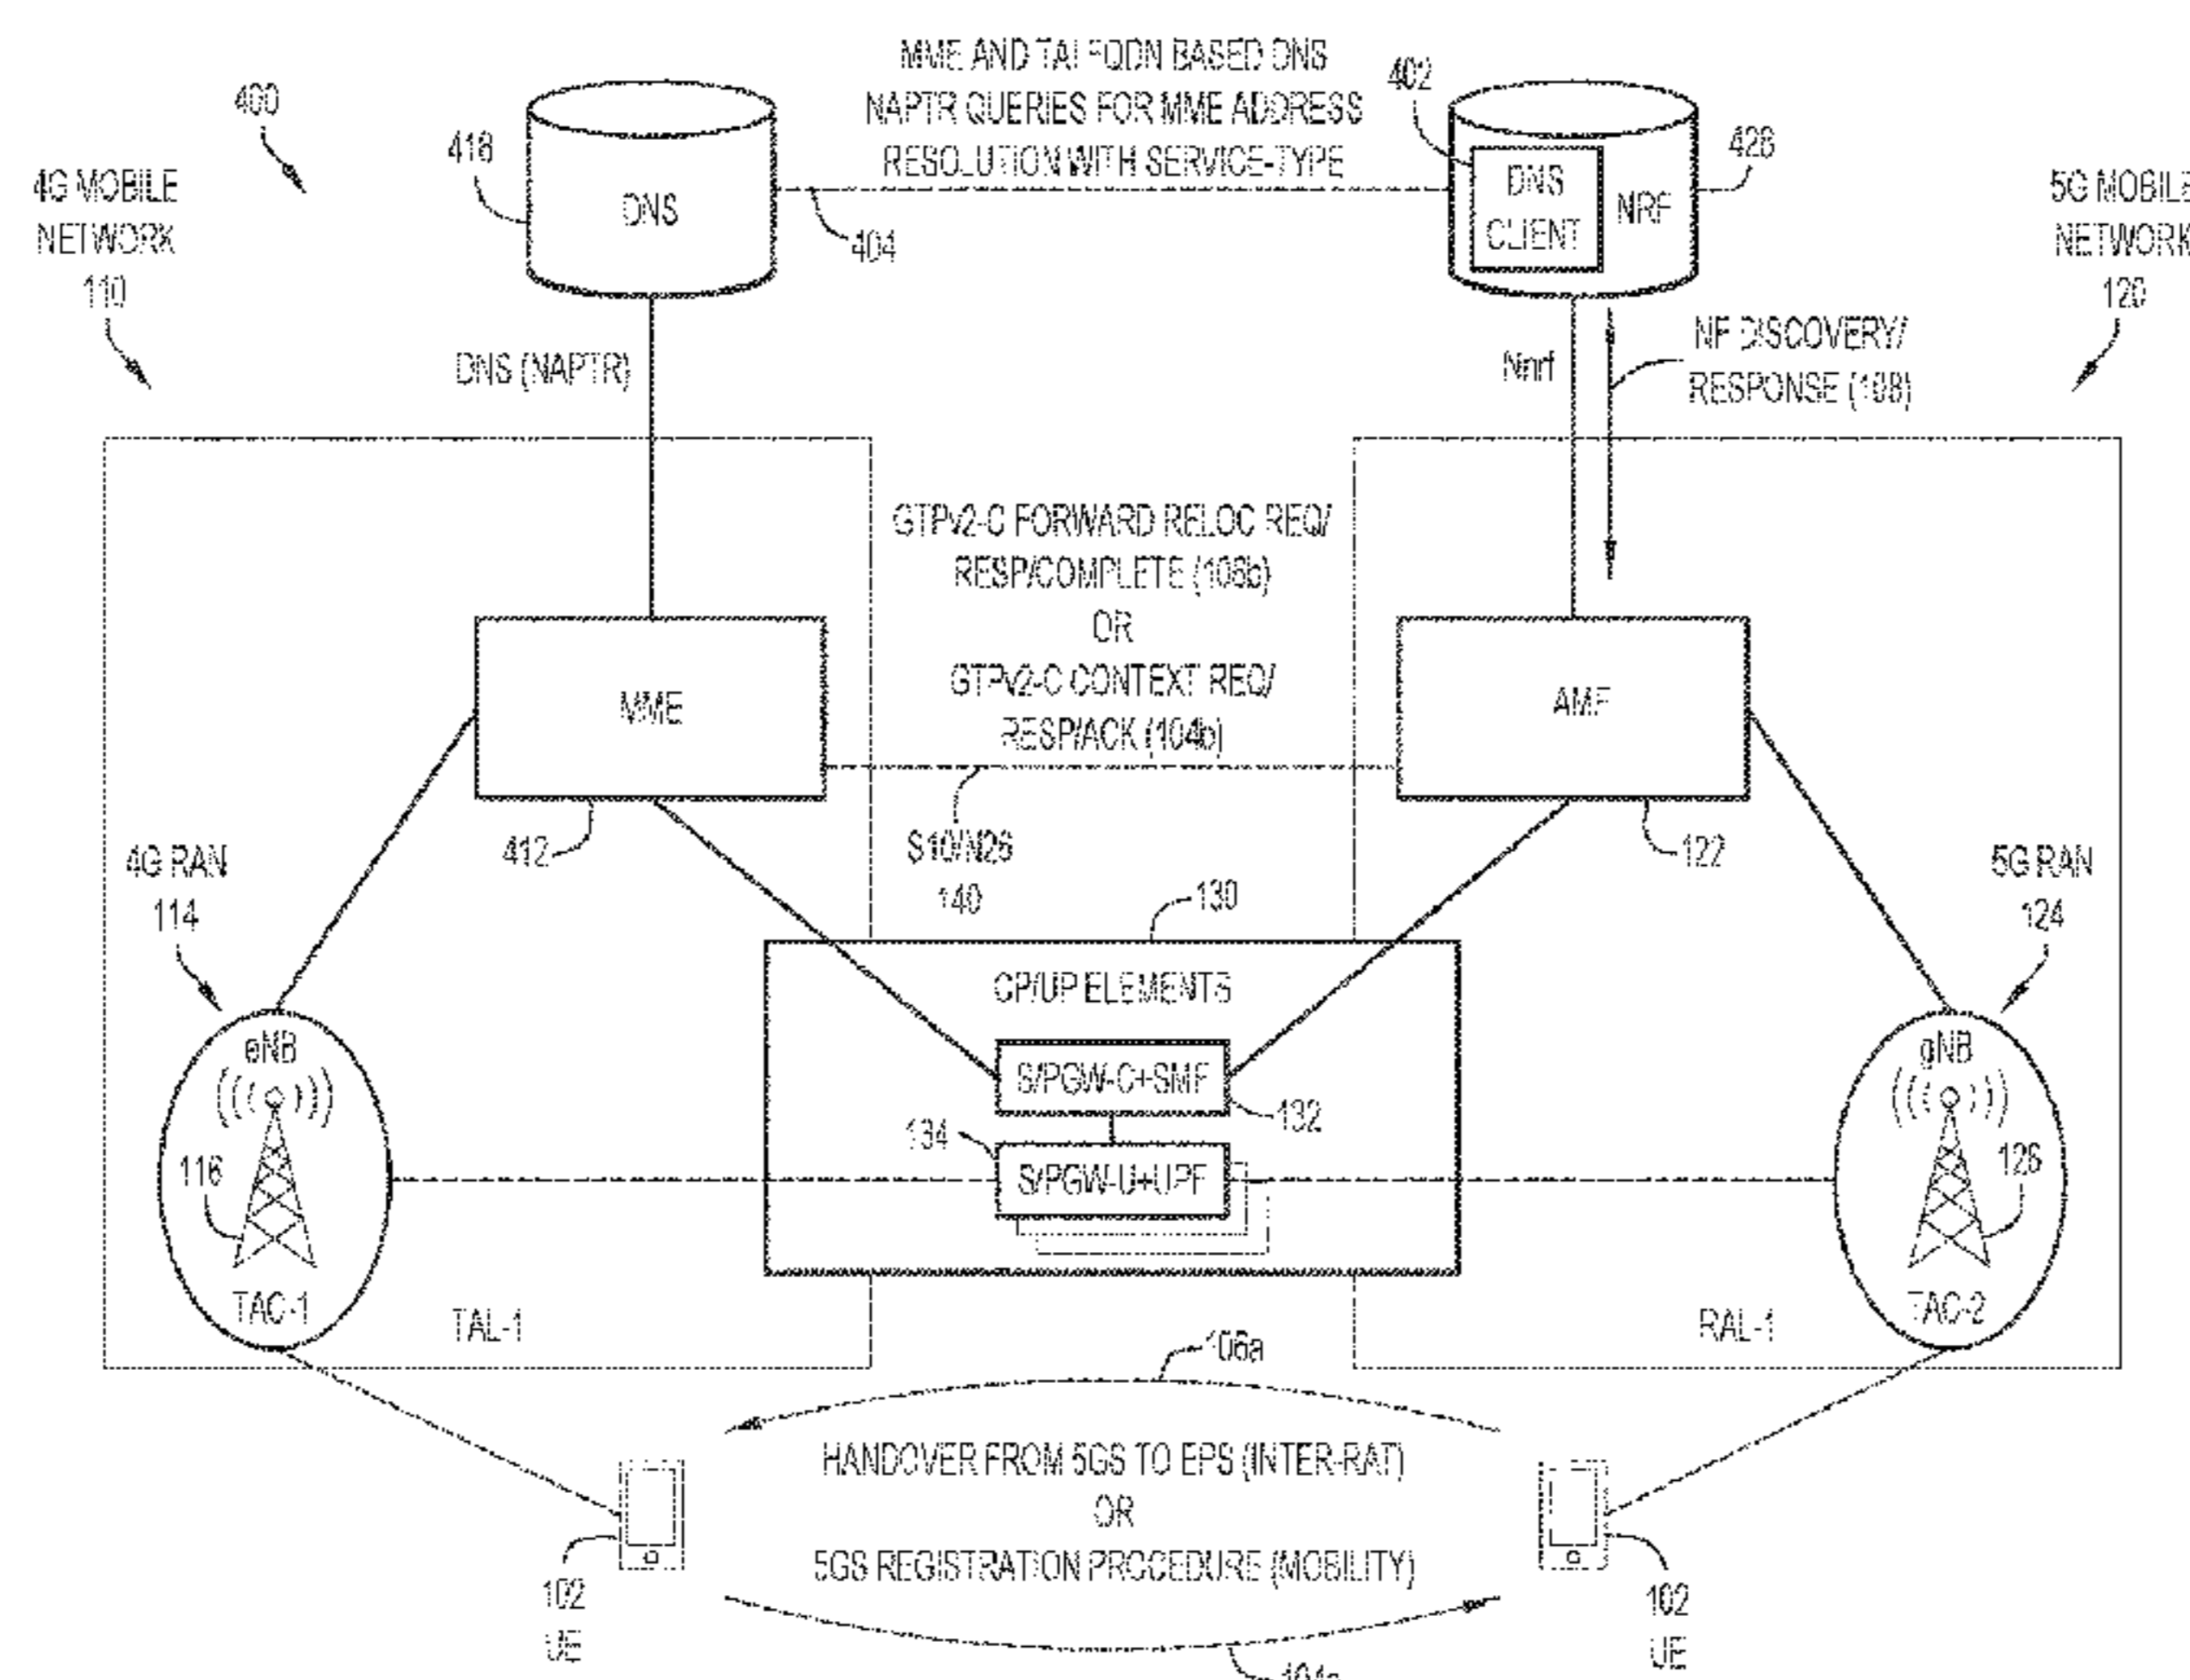 MME AND TAI FQDN BASED DNS
NAPTR QUERIES FOR MME ADDRESS
RESOLUTION WITH SERVICE-TYPE
400
402
418
DNS
404
DNS
CLIENT
NRF
428
4G MOBILE
NETWORK
110
5G MOBILE
NETWORK
120
DNS (NAPTR)
Nnrf
NF DISCOVERY/
RESPONSE (108)
GTPv2-C FORWARD RELOC REQ/
RESP/COMPLETE (106b)
OR
GTPv2-C CONTEXT REQ/
RESP/ACK (104b)
MME
AMF
412
S10/N26
140
122
4G RAN
114
5G RAN
124
130
CP/UP ELEMENTS
eNB
gNB
S/PGW-C+SMF
132
134
S/PGW-U+UPF
116
126
TAC-1
TAL-1
RAL-1
TAC-2
106a
HANDOVER FROM 5GS TO EPS (INTER-RAT)
OR
5GS REGISTRATION PROCEDURE (MOBILITY)
102
UE
102
UE
104a